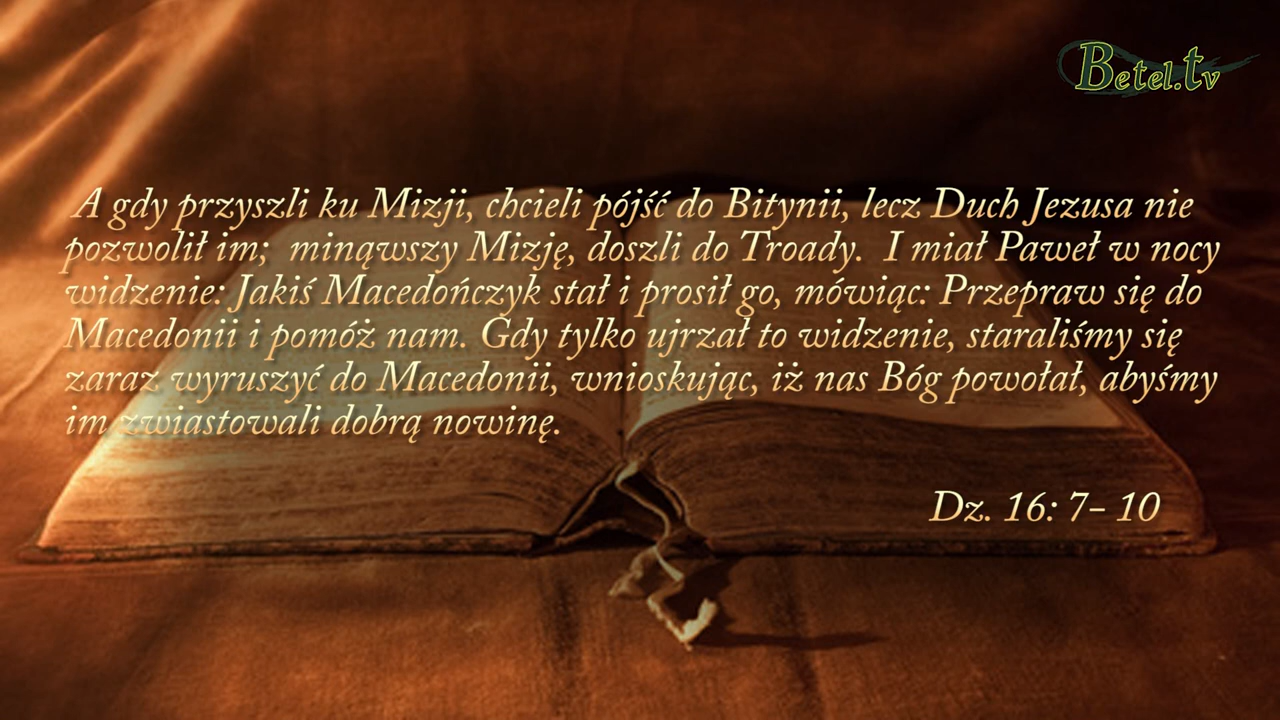 Betel.tv
A gdy przyszli ku Mizji, chcieli pójść do Bitynii, lecz Duch Jezusa nie
pozwolił im;  minąwszy Mizję, doszli do Troady.  I miał Paweł w nocy
widzenie: Jakiś Macedończyk stał i prosił go, mówiąc: Przepraw się do
Macedonii i pomóż nam. Gdy tylko ujrzał to widzenie, staraliśmy się
zaraz wyruszyć do Macedonii, wnioskując, iż nas Bóg powołał, abyśmy
im zwiastowali dobrą nowinę.
Dz. 16: 7– 10